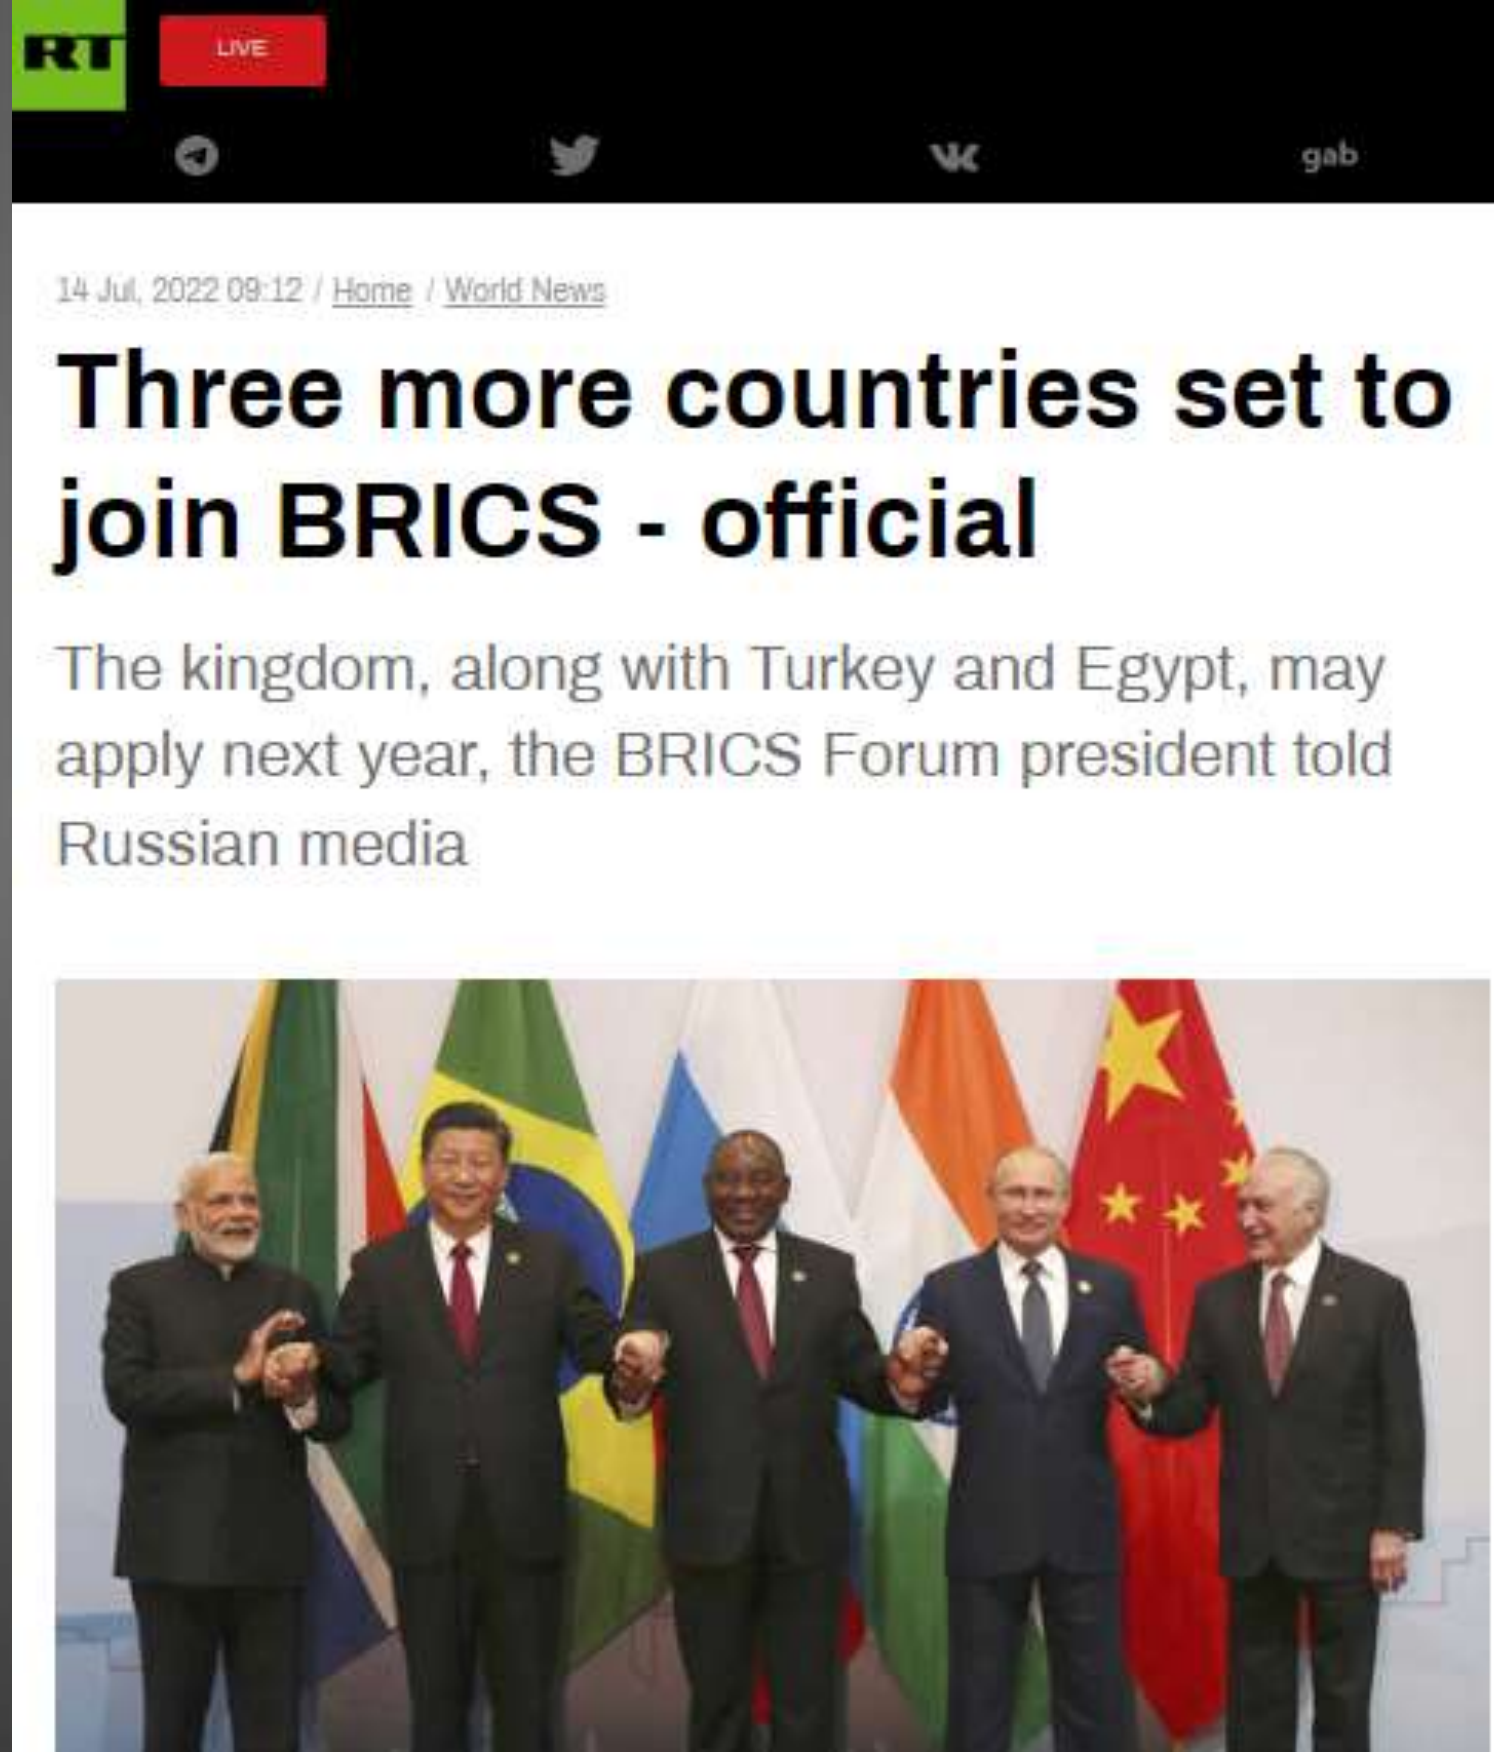 RT
LIVE
gab
14 Jul, 2022 09:12 / Home / World News
Three more countries set to
join BRICS - official
The kingdom, along with Turkey and Egypt, may
apply next year, the BRICS Forum president told
Russian media